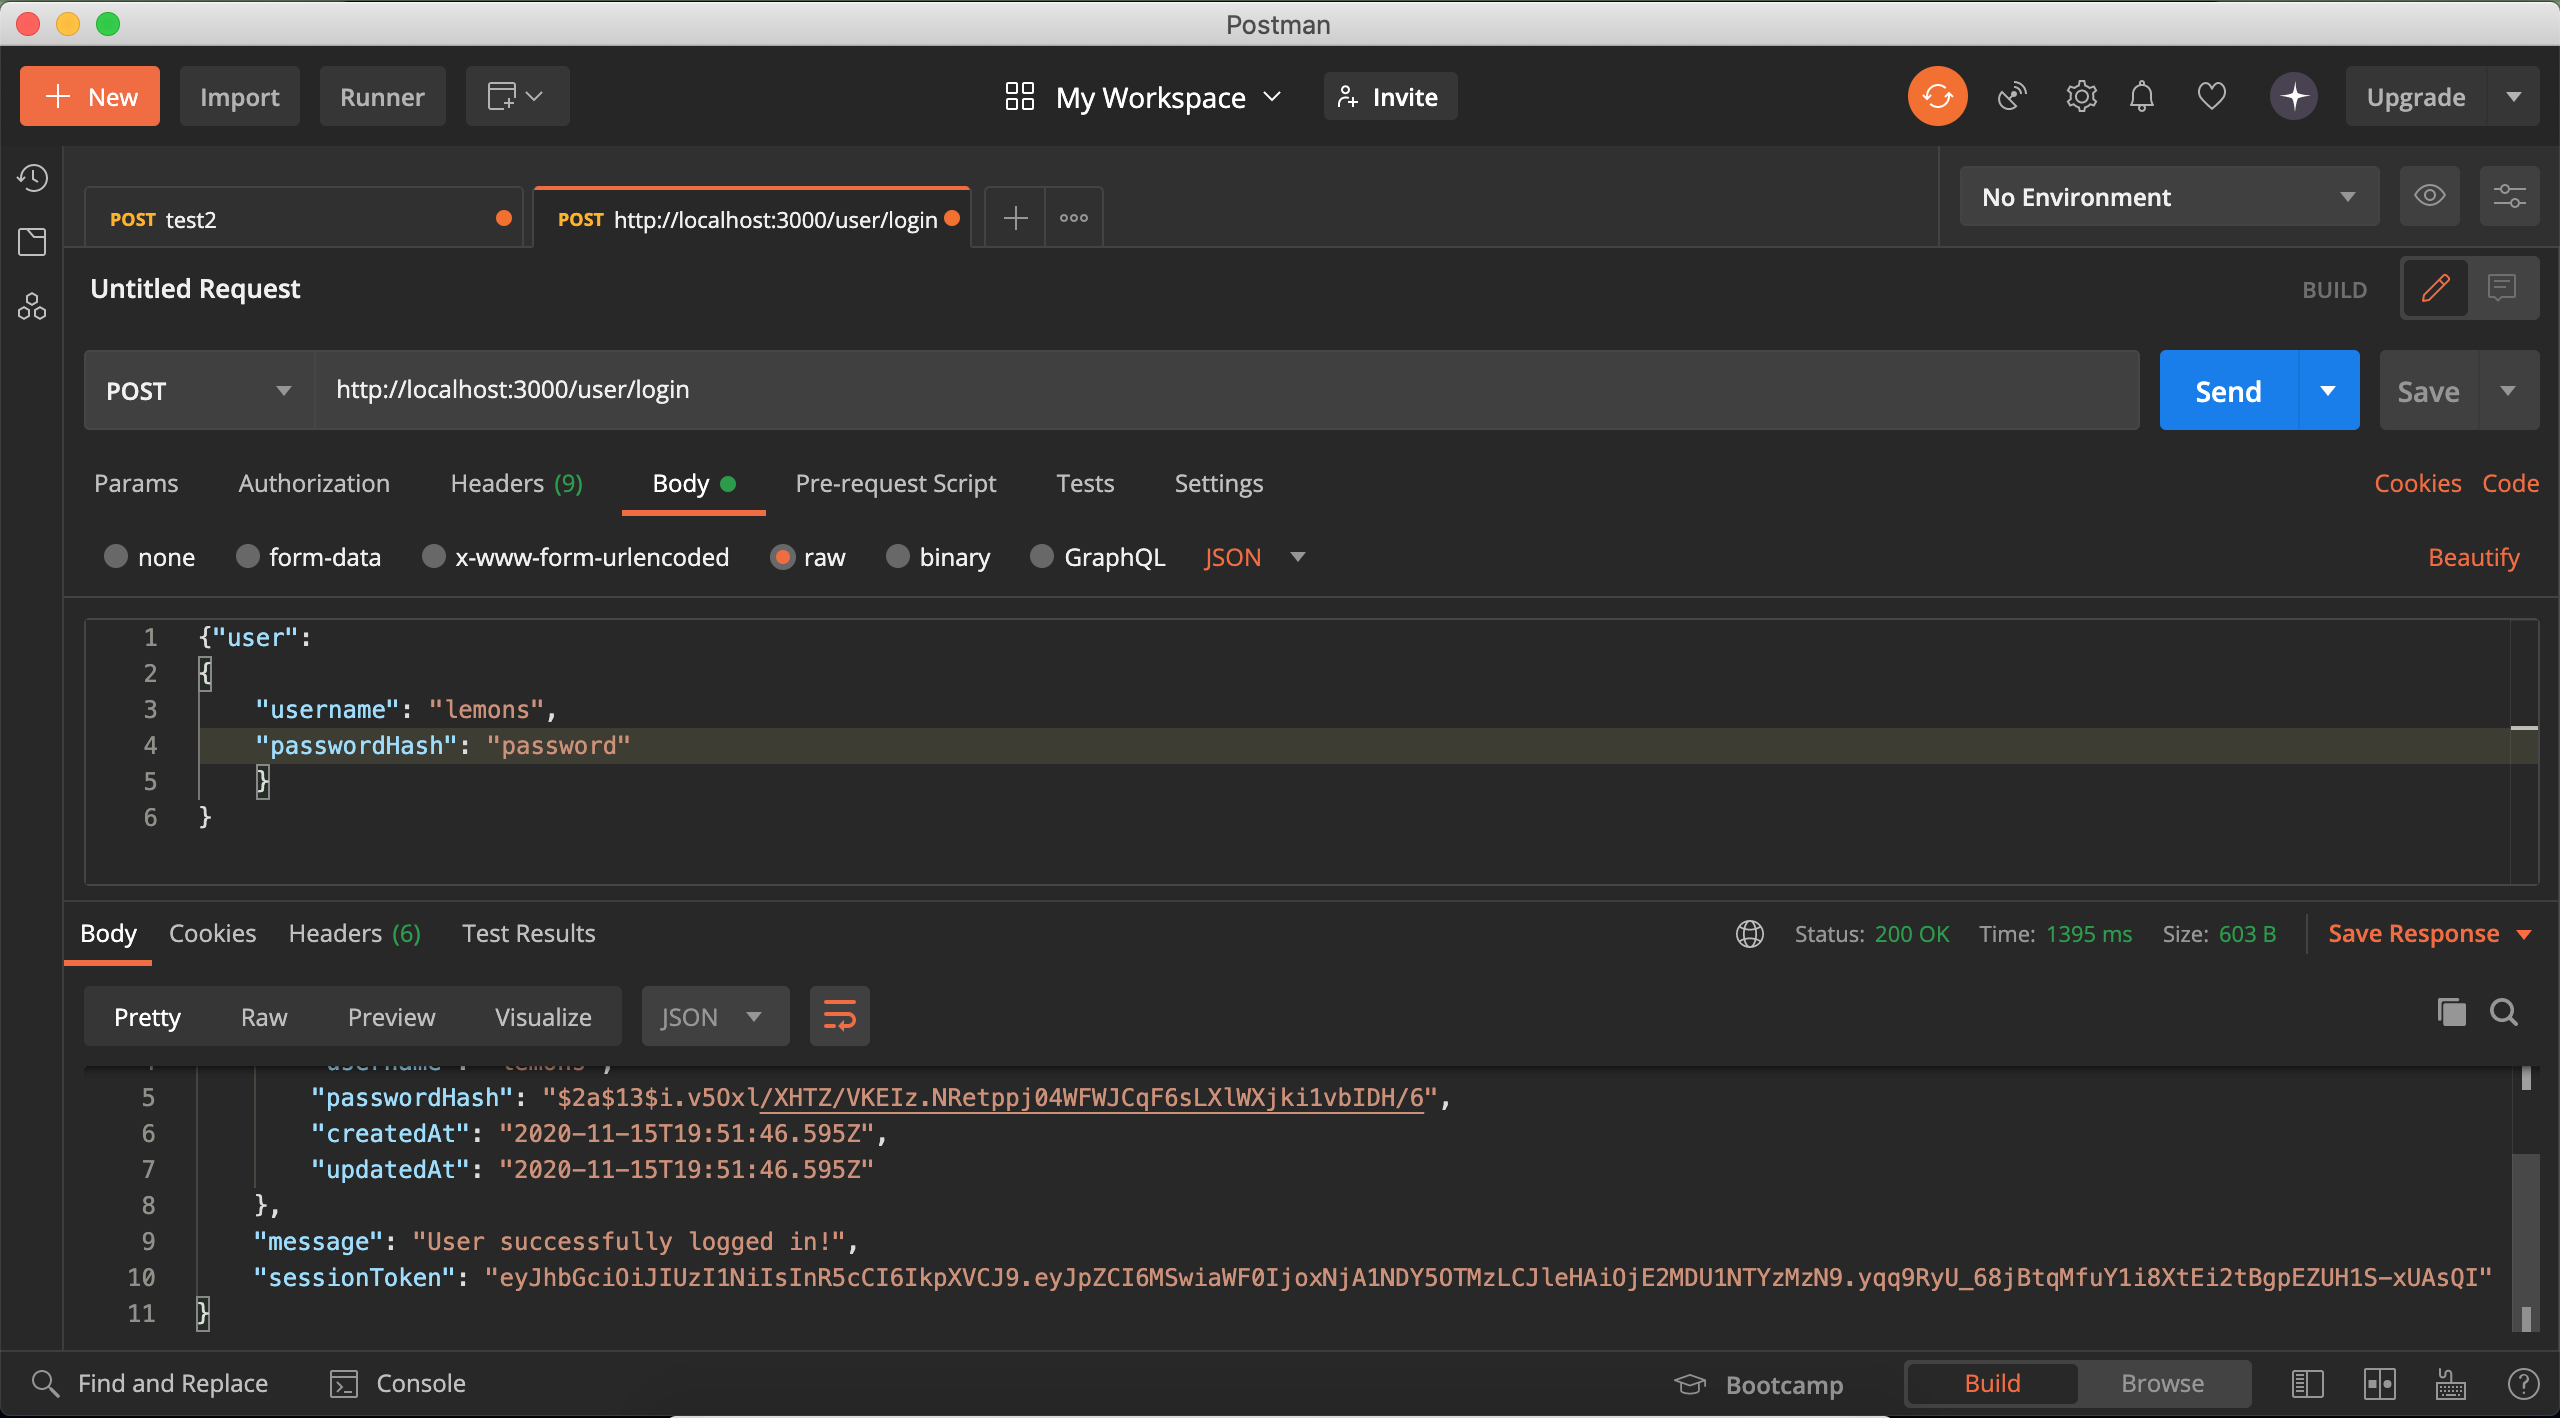 Postman
New
Import
Runner
My Workspace
Invite
Upgrade
POST test2
POST http://localhost:3000/user/login
No Environment
Untitled Request
BUILD
POST
http://localhost:3000/user/login
Send
Save
Params
Authorization
Headers (9)
Body
Pre-request Script
Tests
Settings
Cookies
Code
none
form-data
x-www-form-urlencoded
raw
binary
GraphQL
JSON
Beautify
1 {"user":
2 {
3 "username": "lemons",
4 "passwordHash": "password"
5 }
6 }
Body
Cookies
Headers (6)
Test Results
Status: 200 OK
Time: 1395 ms
Size: 603 B
Save Response
Pretty
Raw
Preview
Visualize
JSON
5 "passwordHash": "$2a$13$i.v5Oxl/XHTZ/VKEIz.NRetppj04WFWJCqF6sLXlWXjki1vbIDH/6",
6 "createdAt": "2020-11-15T19:51:46.595Z",
7 "updatedAt": "2020-11-15T19:51:46.595Z"
8 },
9 "message": "User successfully logged in!",
10 "sessionToken": "eyJhbGciOiJIUzI1NiIsInR5cCI6IkpXVCJ9.eyJpZCI6MSwiaWF0IjoxNjA1NDY5OTMzLCJleHAiOjE2MDU1NTYzMzN9.yqq9RyU_68jBtqMfuY1i8XtEi2tBgpEZUH1S-xUAsQI"
11 }
Find and Replace
Console
Bootcamp
Build
Browse